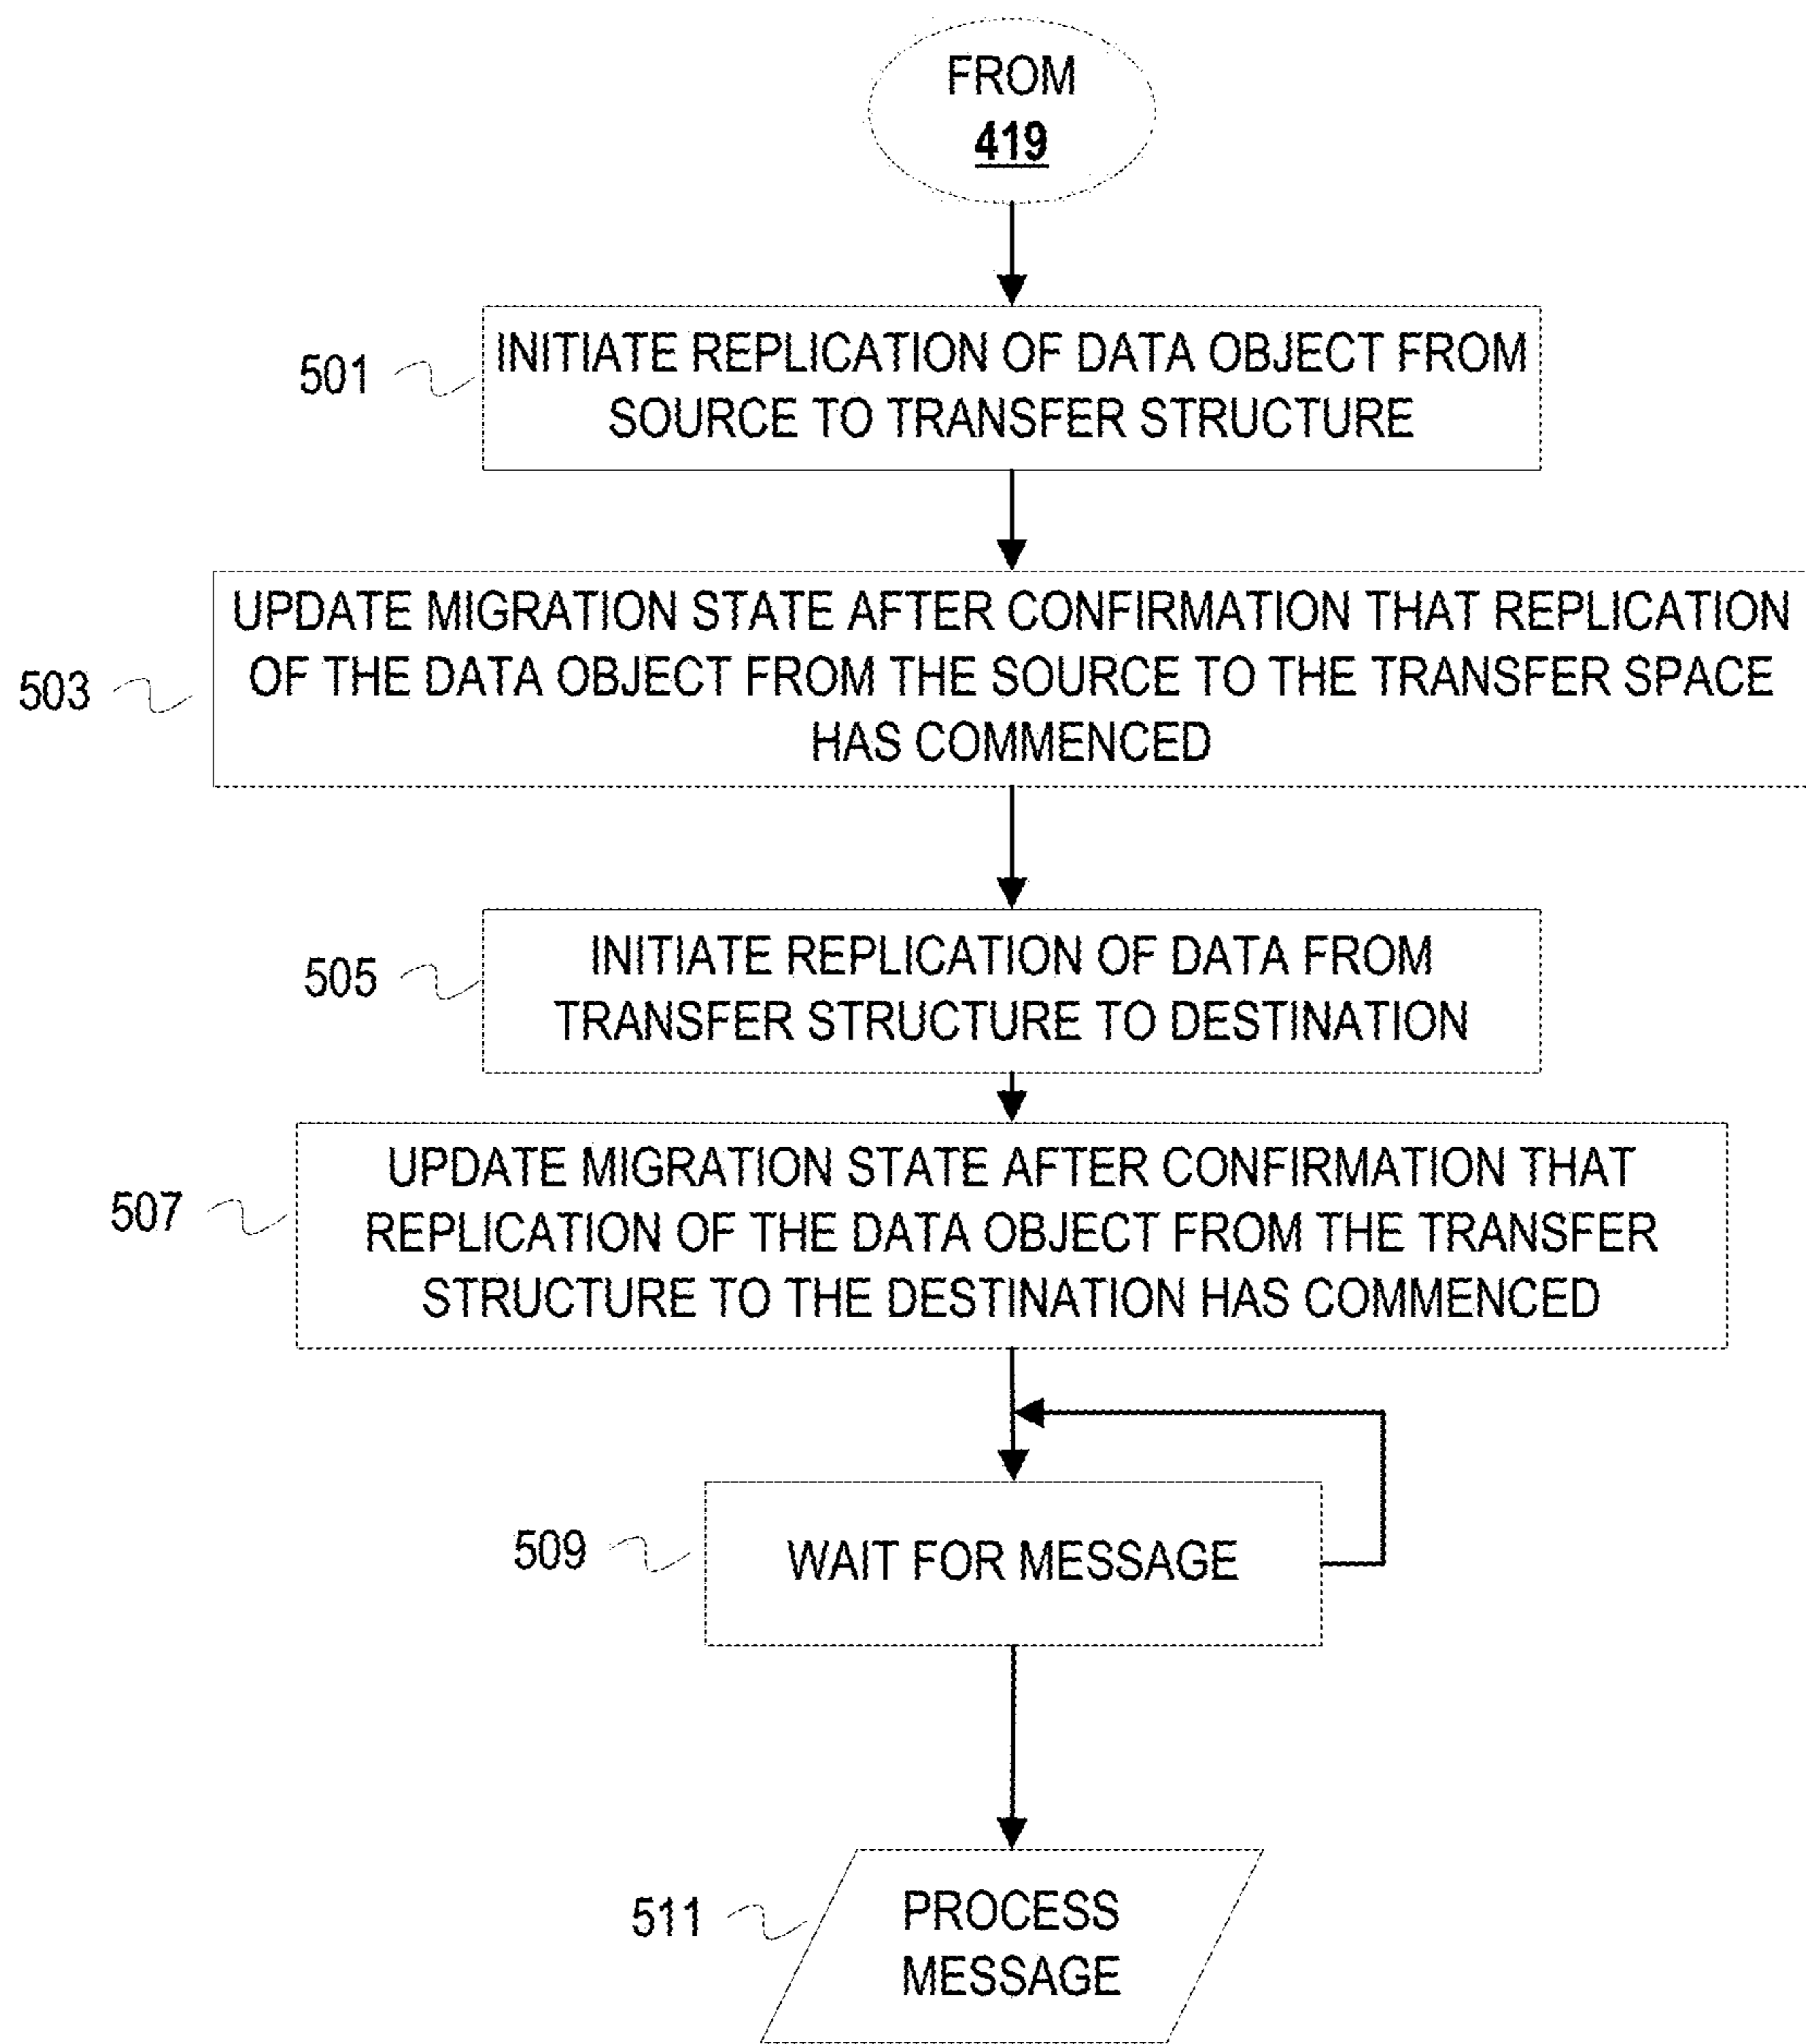 FROM
419
501
INITIATE REPLICATION OF DATA OBJECT FROM
SOURCE TO TRANSFER STRUCTURE
503
UPDATE MIGRATION STATE AFTER CONFIRMATION THAT REPLICATION
OF THE DATA OBJECT FROM THE SOURCE TO THE TRANSFER SPACE
HAS COMMENCED
505
INITIATE REPLICATION OF DATA FROM
TRANSFER STRUCTURE TO DESTINATION
507
UPDATE MIGRATION STATE AFTER CONFIRMATION THAT
REPLICATION OF THE DATA OBJECT FROM THE TRANSFER
STRUCTURE TO THE DESTINATION HAS COMMENCED
509
WAIT FOR MESSAGE
511
PROCESS
MESSAGE